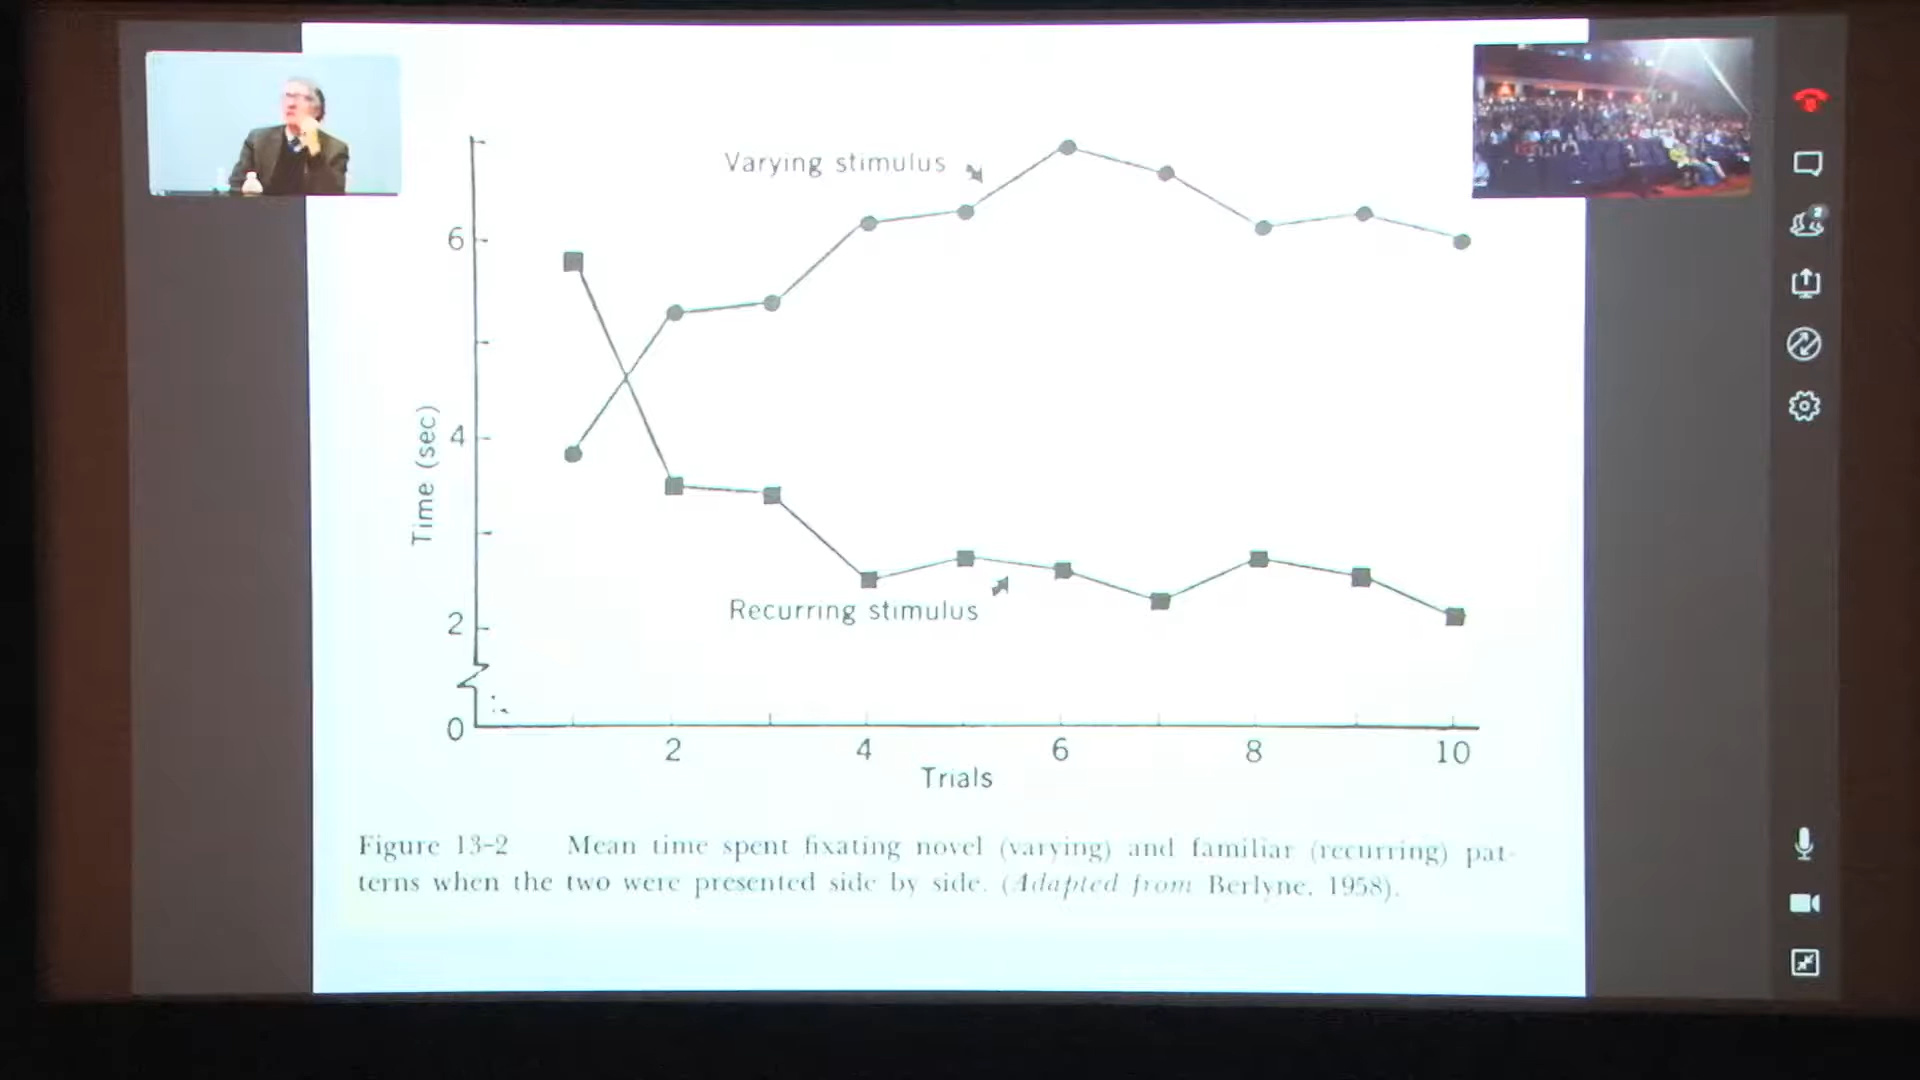 Varying stimulus
6
4
Time (sec)
2
Recurring stimulus
0
2 4 6 8 10
Trials
Figure 13-2 Mean time spent fixating novel (varying) and familiar (recurring) pat-
terns when the two were presented side by side. (Adapted from Berlyne, 1958).
2